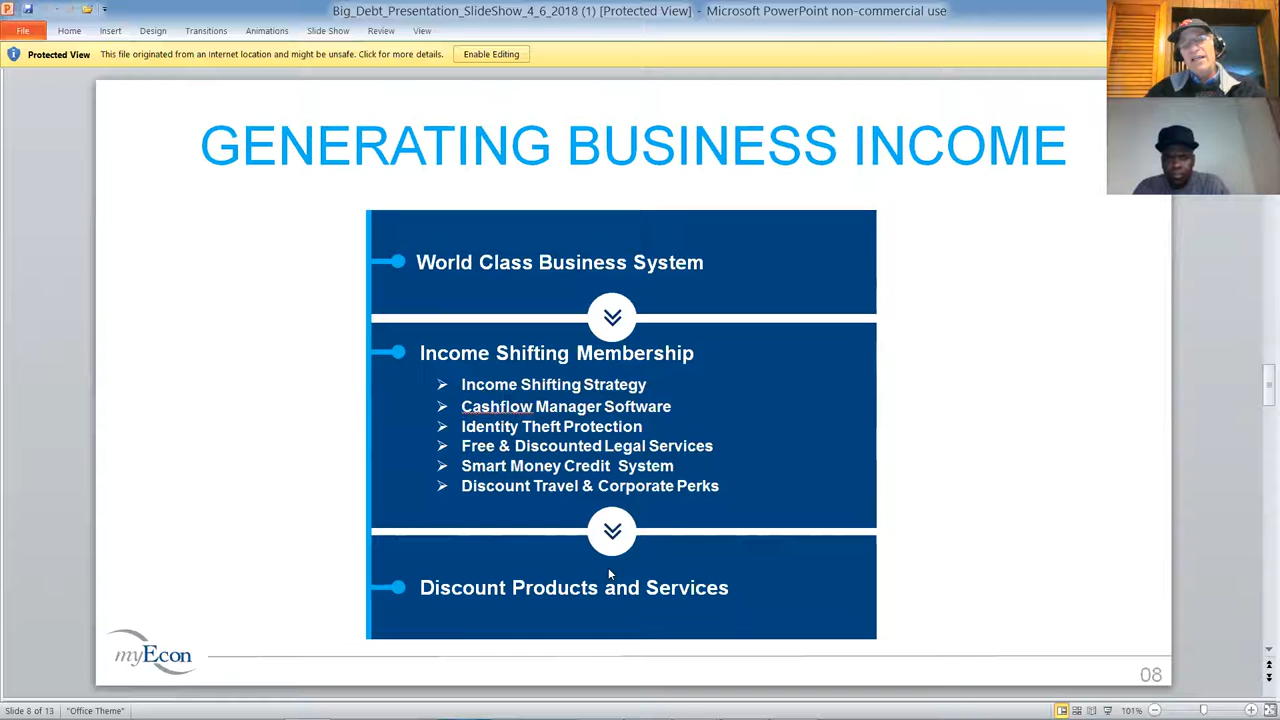 Big_Debt_Presentation_SlideShow_4_6_2018 (1) [Protected View] - Microsoft PowerPoint non-commercial use
File Home Insert Design Transitions Animations Slide Show Review View
Protected View This file originated from an Internet location and might be unsafe. Click for more details. Enable Editing
GENERATING BUSINESS INCOME
World Class Business System
Income Shifting Membership
Income Shifting Strategy
Cashflow Manager Software
Identity Theft Protection
Free & Discounted Legal Services
Smart Money Credit System
Discount Travel & Corporate Perks
Discount Products and Services
myEcon
08
Slide 8 of 13 "Office Theme" 101%